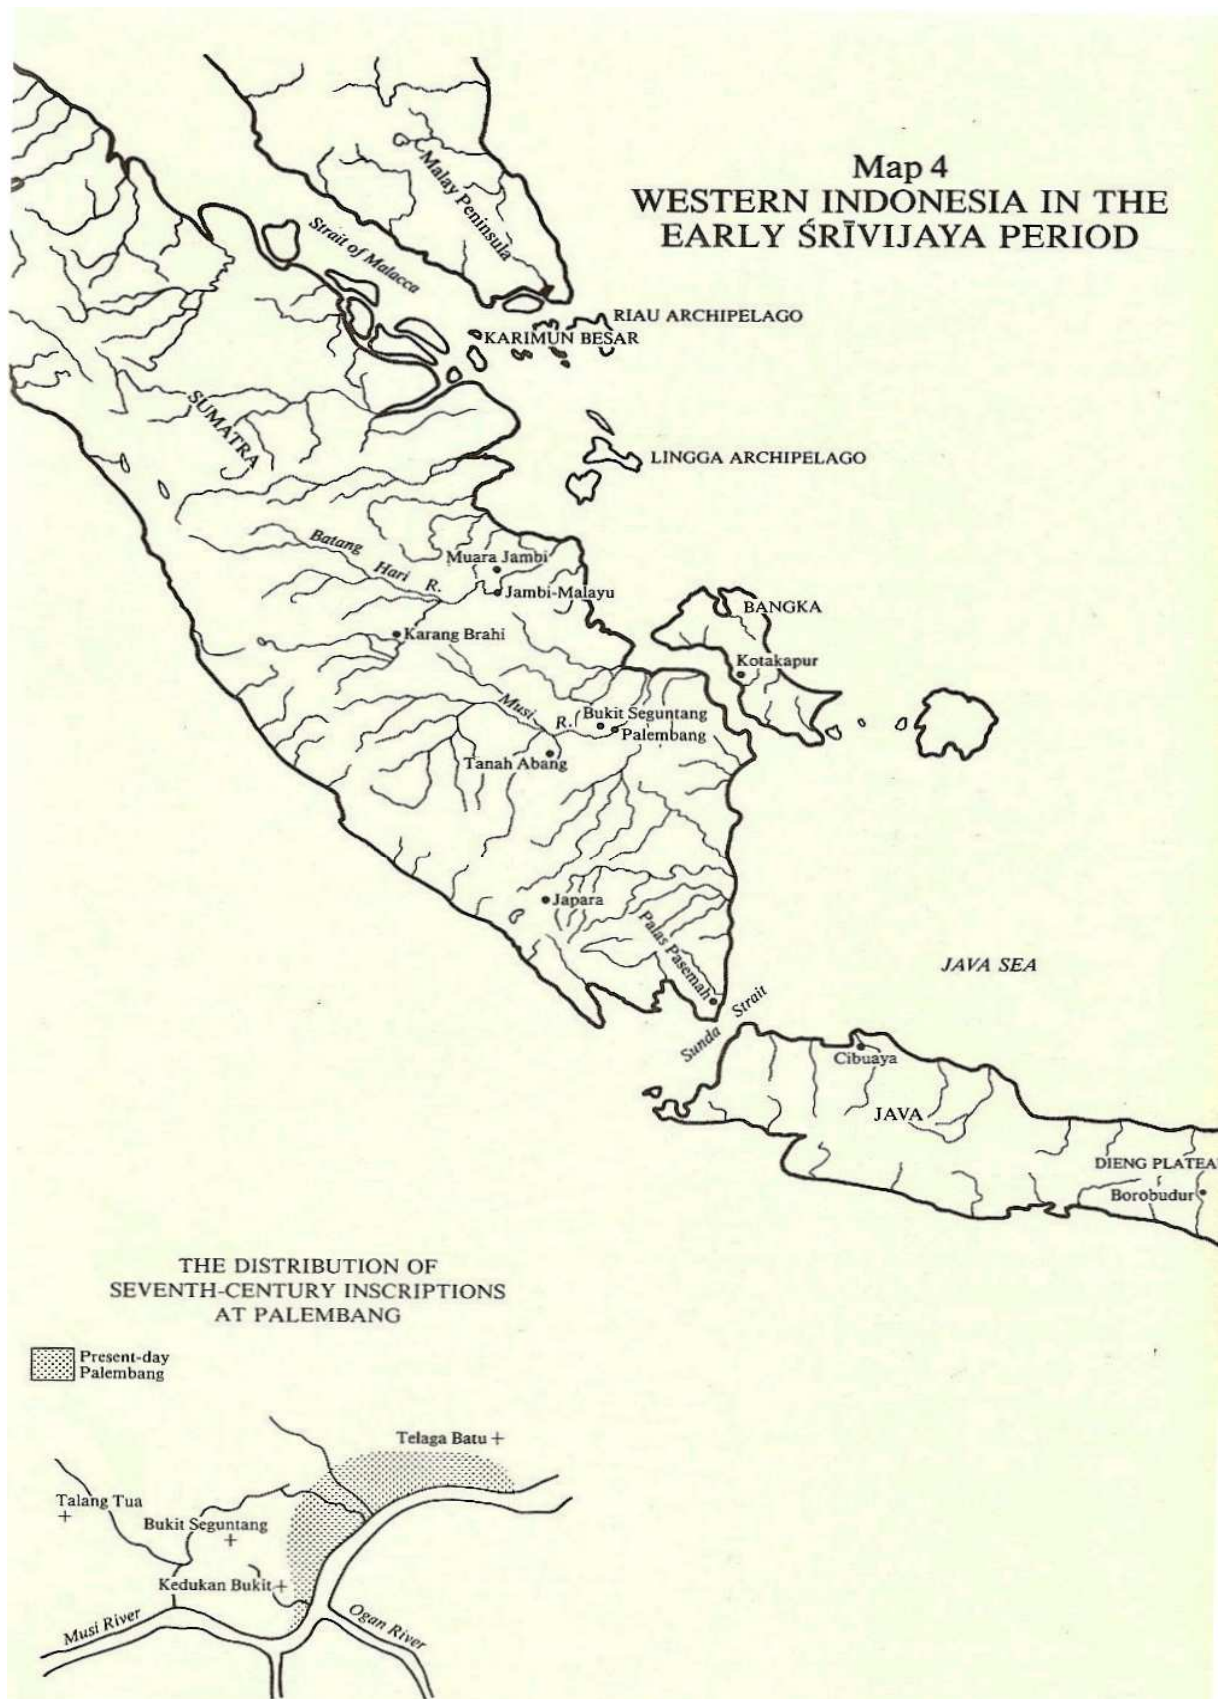 Map 4
WESTERN INDONESIA IN THE
EARLY ŚRĪVIJAYA PERIOD
Malay Peninsula
Strait of Malacca
RIAU ARCHIPELAGO
KARIMUN BESAR
SUMATRA
LINGGA ARCHIPELAGO
Batang Hari R.
Muara Jambi
Jambi-Malayu
BANGKA
Karang Brahi
Kotakapur
Musi R.
Bukit Seguntang
Palembang
Tanah Abang
Japara
Palas Pasemah
JAVA SEA
Sunda Strait
Cibuaya
JAVA
DIENG PLATEA
Borobudur
THE DISTRIBUTION OF
SEVENTH-CENTURY INSCRIPTIONS
AT PALEMBANG
Present-day
Palembang
Telaga Batu
Talang Tua
Bukit Seguntang
Kedukan Bukit
Musi River
Ogan River